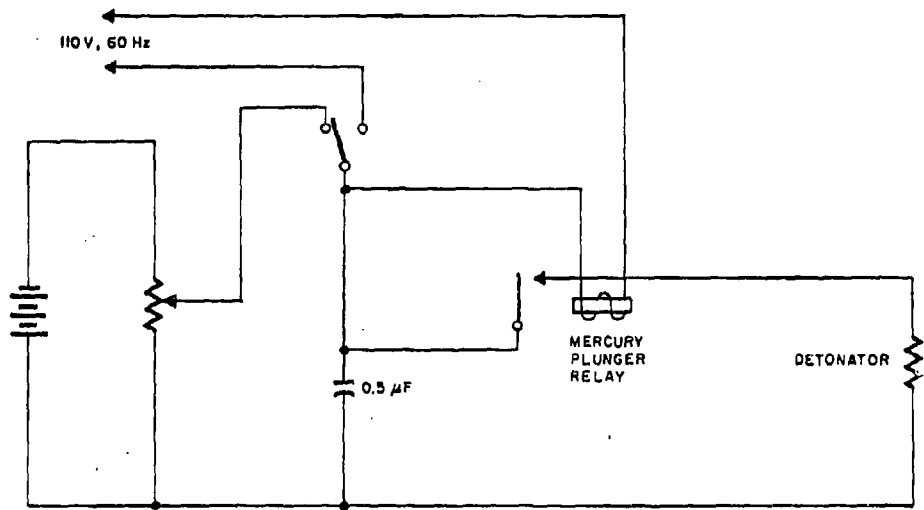 110V, 60 Hz
0.5 μF
MERCURY
PLUNGER
RELAY
DETONATOR